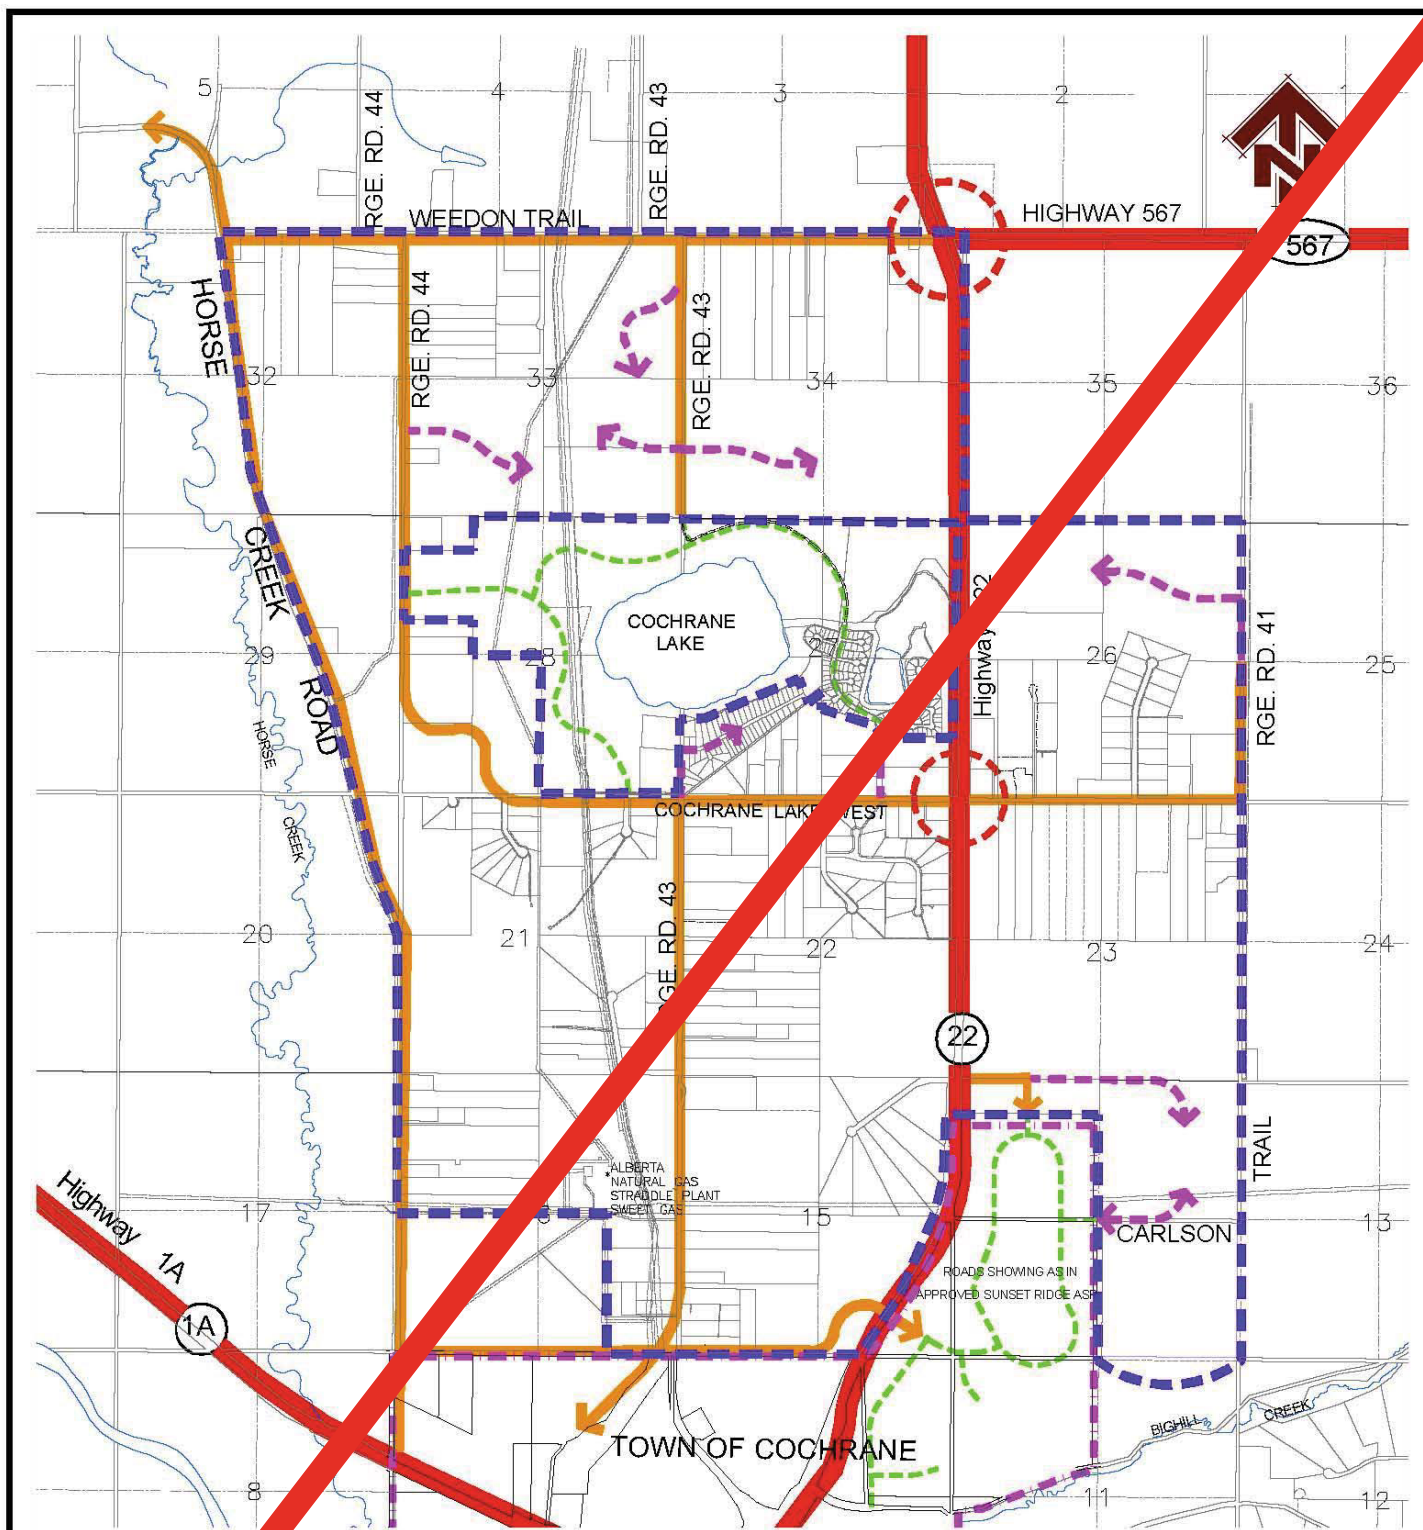 5
4
3
2
1
RGE. RD. 44
RGE. RD. 43
N
WEEDON TRAIL
HIGHWAY 567
567
HORSE
CREEK
ROAD
RGE. RD. 44
RGE. RD. 43
32
33
34
35
36
COCHRANE
LAKE
Highway 22
RGE. RD. 41
29
28
27
26
25
HORSE
CREEK
COCHRANE LAKE WEST
RGE. RD. 43
20
21
22
23
24
22
ALBERTA
NATURAL GAS
STRADDLE PLANT
SWEET GAS
TRAIL
Highway 1A
1A
17
15
13
CARLSON
ROADS SHOWING AS IN
APPROVED SUNSET RIDGE ASP
TOWN OF COCHRANE
BIGHILL
CREEK
8
11
12